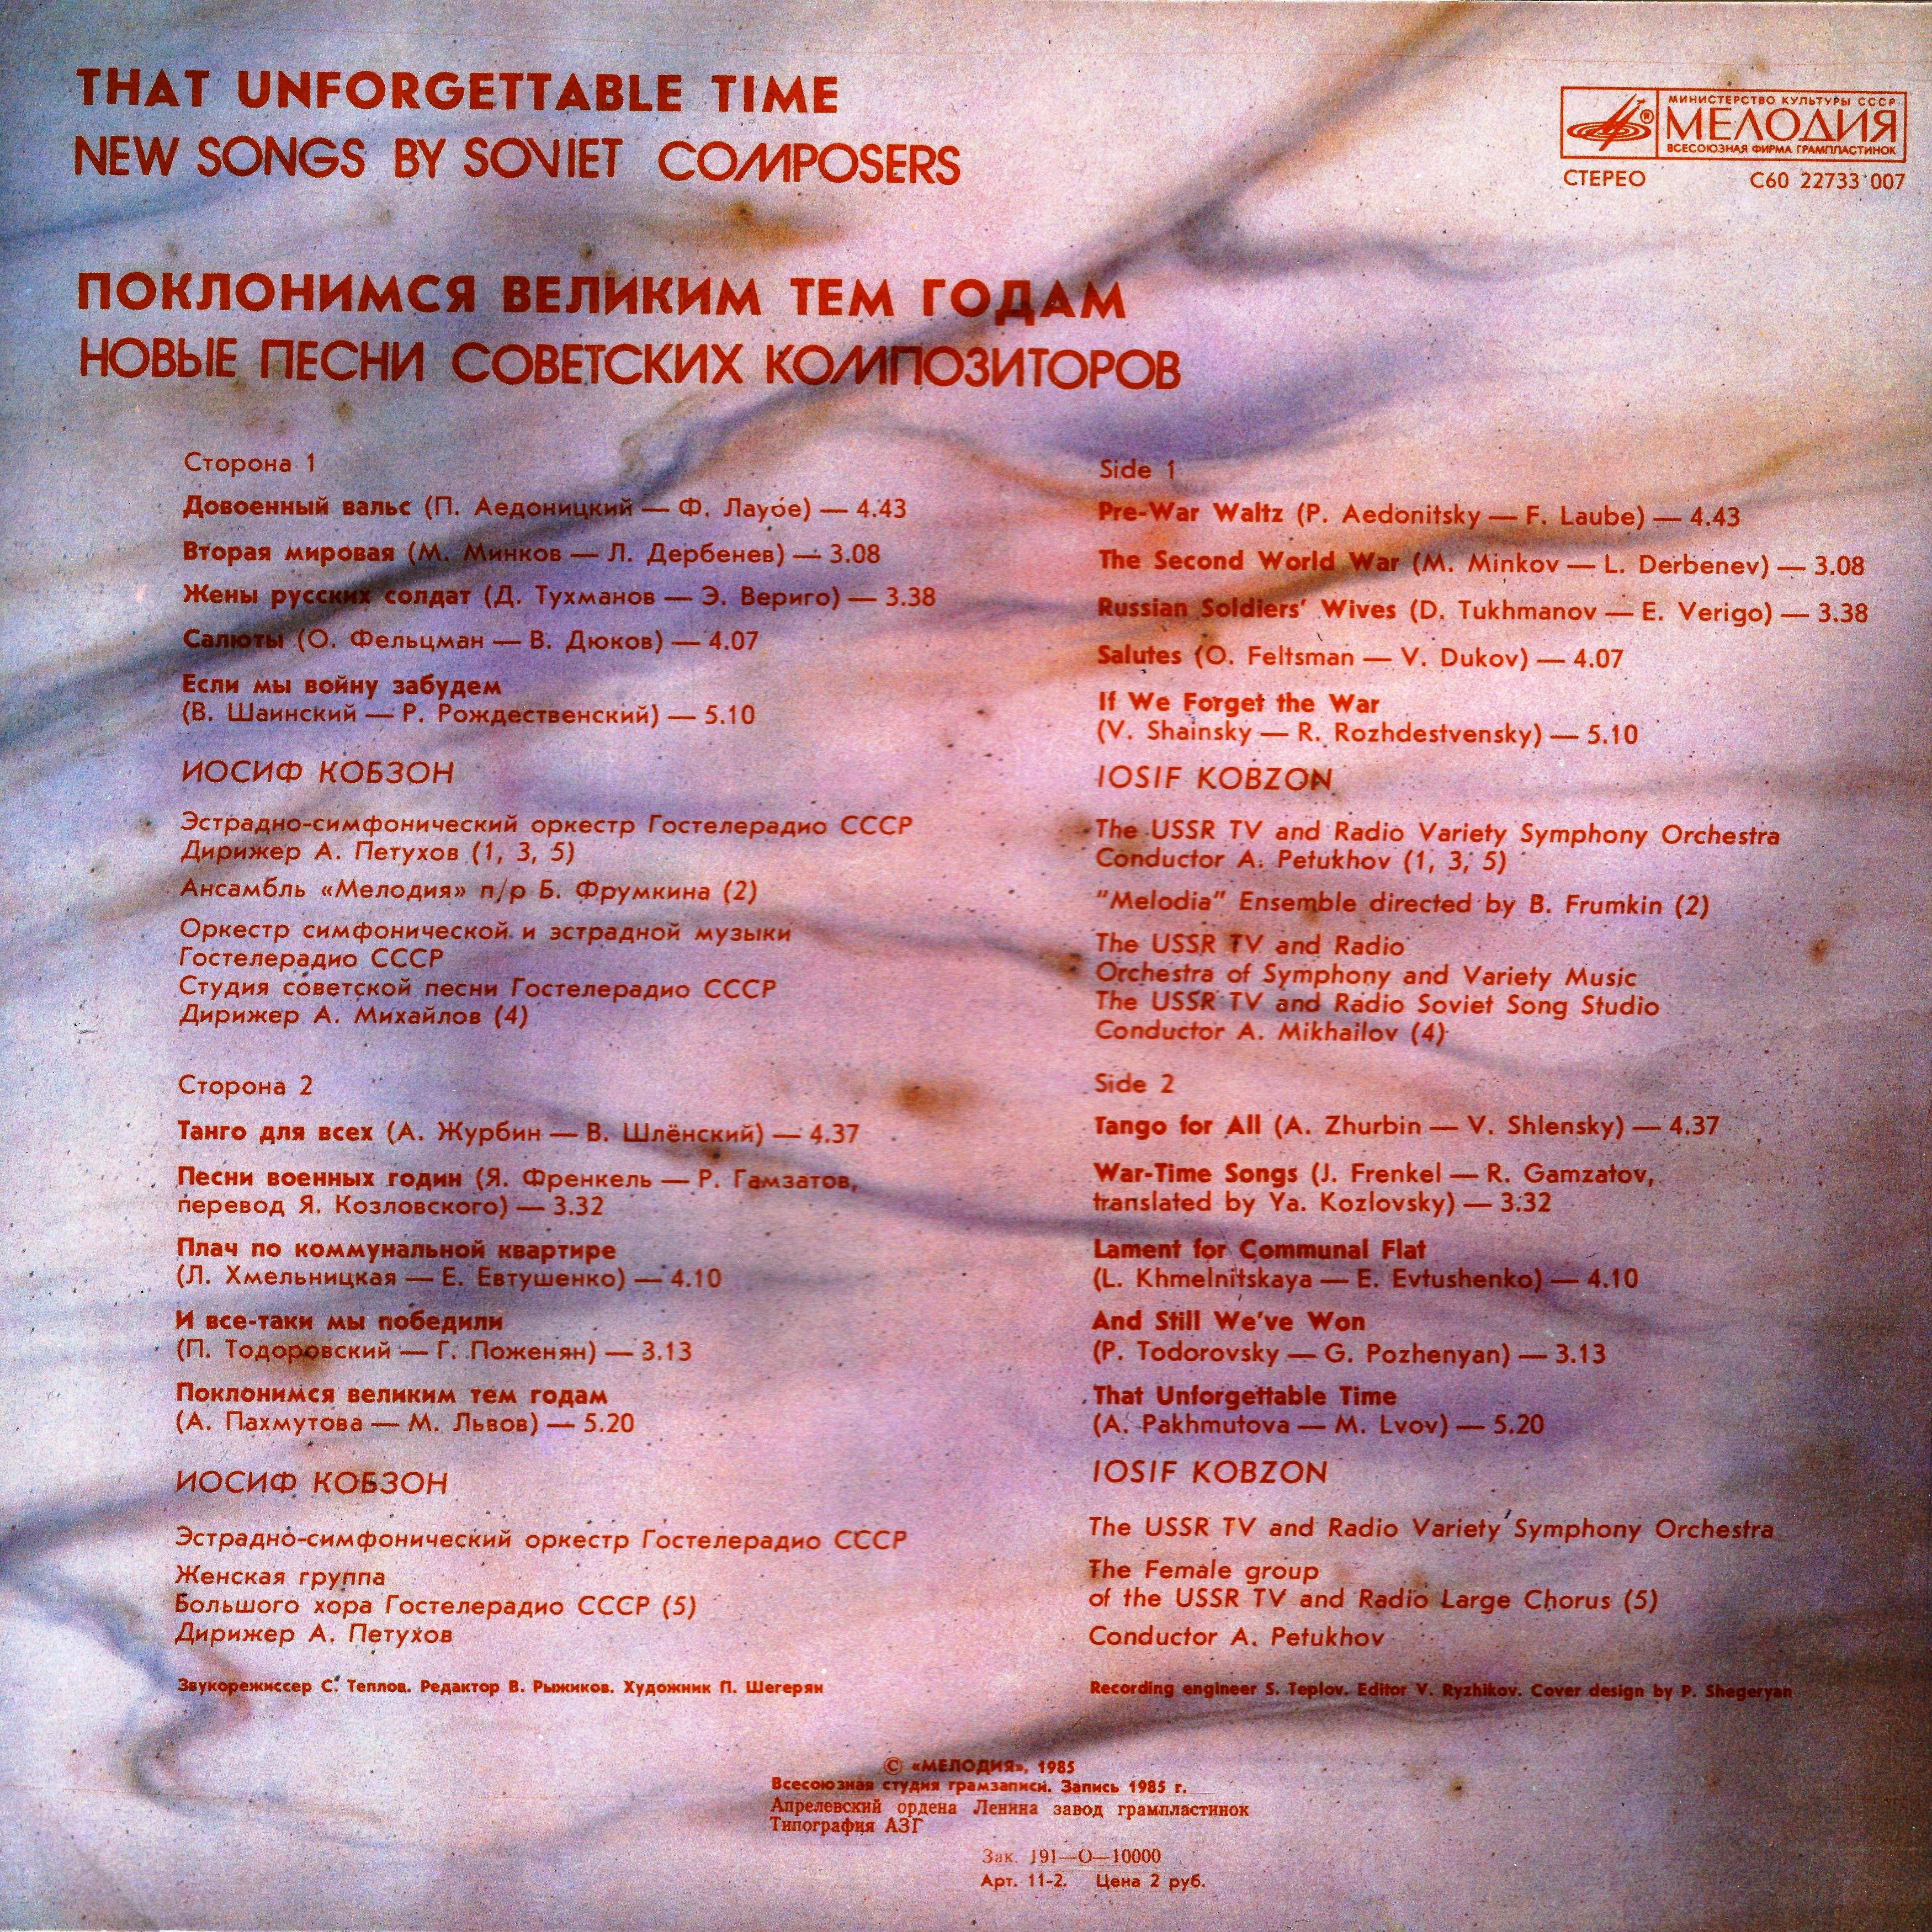 THAT UNFORGETTABLE TIME
NEW SONGS BY SOVIET COMPOSERS
МИНИСТЕРСТВО КУЛЬТУРЫ СССР
МЕЛОДИЯ
ВСЕСОЮЗНАЯ ФИРМА ГРАМПЛАСТИНОК
СТЕРЕО С60 22733 007
ПОКЛОНИМСЯ ВЕЛИКИМ ТЕМ ГОДАМ
НОВЫЕ ПЕСНИ СОВЕТСКИХ КОМПОЗИТОРОВ
Сторона 1
Довоенный вальс (П. Аедоницкий — Ф. Лаубе) — 4.43
Вторая мировая (М. Минков — Л. Дербенев) — 3.08
Жены русских солдат (Д. Тухманов — Э. Вериго) — 3.38
Салюты (О. Фельцман — В. Дюков) — 4.07
Если мы войну забудем
(В. Шаинский — Р. Рождественский) — 5.10
ИОСИФ КОБЗОН
Эстрадно-симфонический оркестр Гостелерадио СССР
Дирижер А. Петухов (1, 3, 5)
Ансамбль «Мелодия» п/р Б. Фрумкина (2)
Оркестр симфонической и эстрадной музыки
Гостелерадио СССР
Студия советской песни Гостелерадио СССР
Дирижер А. Михайлов (4)
Сторона 2
Танго для всех (А. Журбин — В. Шлёнский) — 4.37
Песни военных годин (Я. Френкель — Р. Гамзатов,
перевод Я. Козловского) — 3.32
Плач по коммунальной квартире
(Л. Хмельницкая — Е. Евтушенко) — 4.10
И все-таки мы победили
(П. Тодоровский — Г. Поженян) — 3.13
Поклонимся великим тем годам
(А. Пахмутова — М. Львов) — 5.20
ИОСИФ КОБЗОН
Эстрадно-симфонический оркестр Гостелерадио СССР
Женская группа
Большого хора Гостелерадио СССР (5)
Дирижер А. Петухов
Звукорежиссер С. Теплов. Редактор В. Рыжиков. Художник П. Шегерян
Side 1
Pre-War Waltz (P. Aedonitsky — F. Laube) — 4.43
The Second World War (M. Minkov — L. Derbenev) — 3.08
Russian Soldiers' Wives (D. Tukhmanov — E. Verigo) — 3.38
Salutes (O. Feltsman — V. Dukov) — 4.07
If We Forget the War
(V. Shainsky — R. Rozhdestvensky) — 5.10
IOSIF KOBZON
The USSR TV and Radio Variety Symphony Orchestra
Conductor A. Petukhov (1, 3, 5)
"Melodia" Ensemble directed by B. Frumkin (2)
The USSR TV and Radio
Orchestra of Symphony and Variety Music
The USSR TV and Radio Soviet Song Studio
Conductor A. Mikhailov (4)
Side 2
Tango for All (A. Zhurbin — V. Shlensky) — 4.37
War-Time Songs (J. Frenkel — R. Gamzatov,
translated by Ya. Kozlovsky) — 3.32
Lament for Communal Flat
(L. Khmelnitskaya — E. Evtushenko) — 4.10
And Still We've Won
(P. Todorovsky — G. Pozhenyan) — 3.13
That Unforgettable Time
(A. Pakhmutova — M. Lvov) — 5.20
IOSIF KOBZON
The USSR TV and Radio Variety Symphony Orchestra
The Female group
of the USSR TV and Radio Large Chorus (5)
Conductor A. Petukhov
Recording engineer S. Teplov. Editor V. Ryzhikov. Cover design by P. Shegeryan
© «МЕЛОДИЯ», 1985
Всесоюзная студия грамзаписи. Запись 1985 г.
Апрелевский ордена Ленина завод грампластинок
Типография АЗГ
Зак. 191—О—10000
Арт. 11-2. Цена 2 руб.